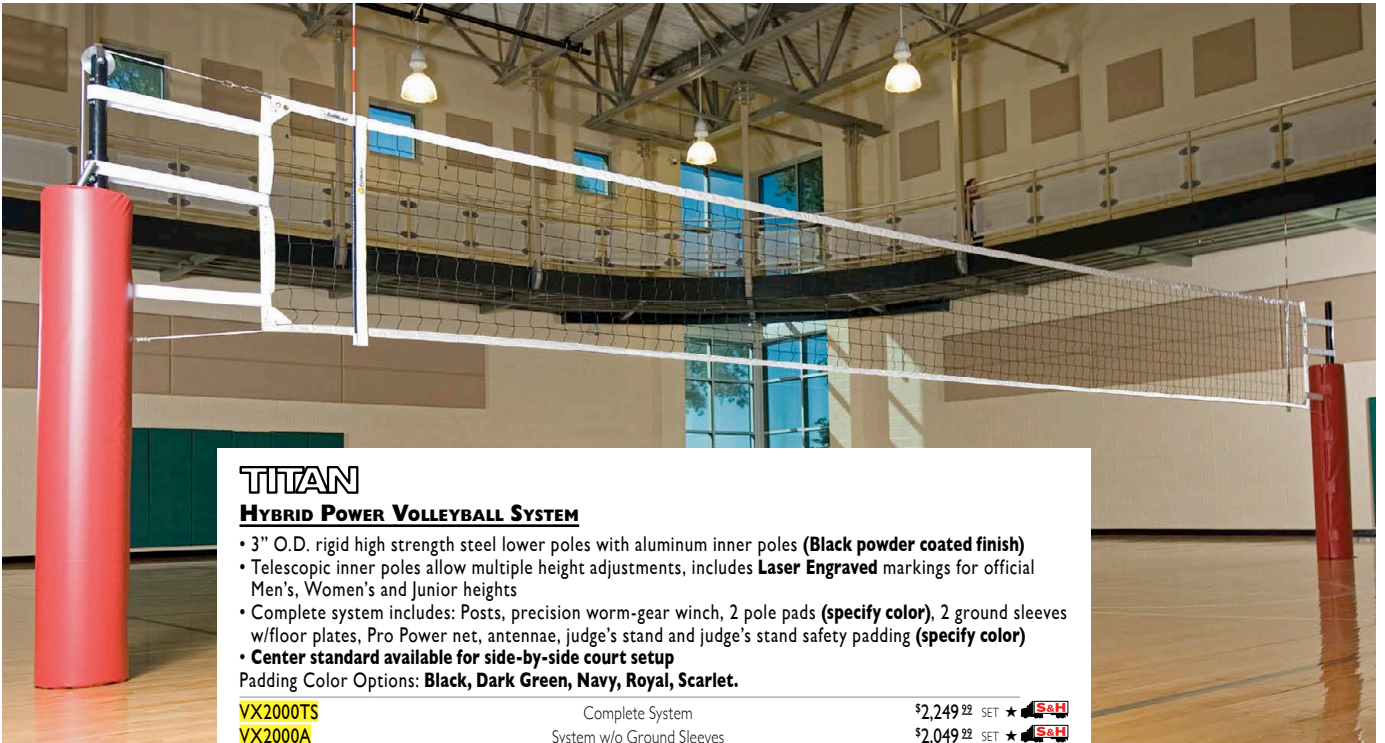 TITAN
HYBRID POWER VOLLEYBALL SYSTEM
• 3” O.D. rigid high strength steel lower poles with aluminum inner poles (Black powder coated finish)
• Telescopic inner poles allow multiple height adjustments, includes Laser Engraved markings for official
Men’s, Women’s and Junior heights
• Complete system includes: Posts, precision worm-gear winch, 2 pole pads (specify color), 2 ground sleeves
w/floor plates, Pro Power net, antennae, judge’s stand and judge’s stand safety padding (specify color)
• Center standard available for side-by-side court setup
Padding Color Options: Black, Dark Green, Navy, Royal, Scarlet.
VX2000TS Complete System $2,249 99 SET ★ S&H
VX2000A System w/o Ground Sleeves $2,049 99 SET ★ S&H